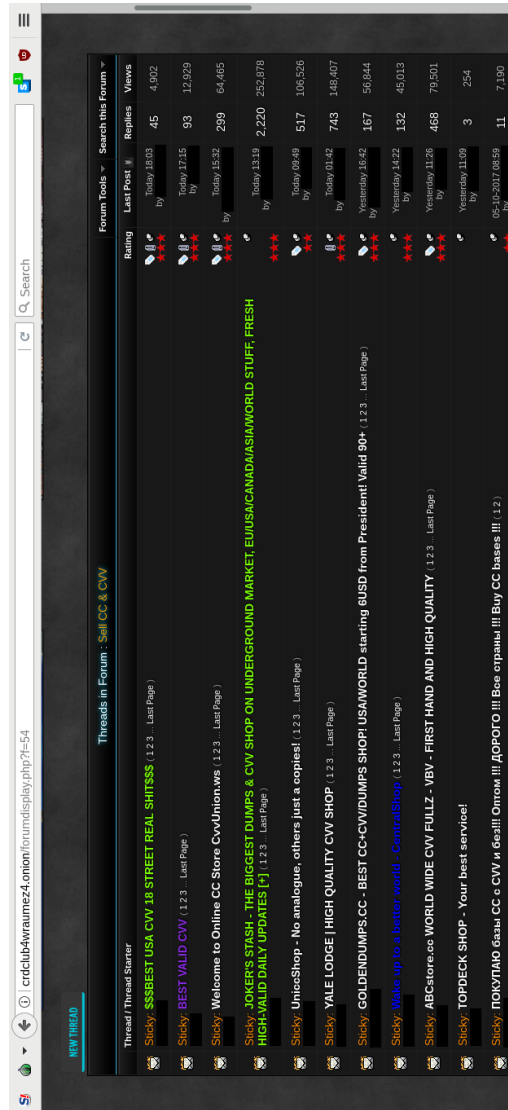 crdclub4wraumez4.onion/forumdisplay.php?f=54
Search
NEW THREAD
Threads in Forum : Sell CC & CVV
Forum Tools Search this Forum
Thread / Thread Starter Rating Last Post Replies Views
Sticky: $$$BEST USA CVV 18 STREET REAL SHIT$$$ ( 1 2 3 ... Last Page ) Today 18:03 45 4,902
by
Sticky: BEST VALID CVV ( 1 2 3 ... Last Page ) Today 17:15 93 12,929
by
Sticky: Welcome to Online CC Store CvvUnion.ws ( 1 2 3 ... Last Page ) Today 15:32 299 64,465
by
Sticky: JOKER'S STASH - THE BIGGEST DUMPS & CVV SHOP ON UNDERGROUND MARKET, EU/USA/CANADA/ASIA/WORLD STUFF, FRESH Today 13:19 2,220 252,878
HIGH-VALID DAILY UPDATES [+] ( 1 2 3 ... Last Page ) by
Sticky: UnicoShop - No analogue, others just a copies! ( 1 2 3 ... Last Page ) Today 09:49 517 106,526
by
Sticky: YALE LODGE | HIGH QUALITY CVV SHOP ( 1 2 3 ... Last Page ) Today 01:42 743 148,407
by
Sticky: GOLDENDUMPS.CC - BEST CC+CVV/DUMPS SHOP! USA/WORLD starting 6USD from President! Valid 90+ ( 1 2 3 ... Last Page ) Yesterday 16:42 167 56,844
by
Sticky: Wake up to a better world - CentralShop ( 1 2 3 ... Last Page ) Yesterday 14:22 132 45,013
by
Sticky: ABCstore.cc WORLD WIDE CVV FULLZ - VBV - FIRST HAND AND HIGH QUALITY ( 1 2 3 ... Last Page ) Yesterday 11:26 468 79,501
by
Sticky: TOPDECK SHOP - Your best service! Yesterday 11:09 3 254
by
Sticky: ПОКУПАЮ базы СС с CVV и без!!! Оптом !!! ДОРОГО !!! Все страны !!! Buy CC bases !!! ( 1 2 ) 05-10-2017 08:59 11 7,190
by